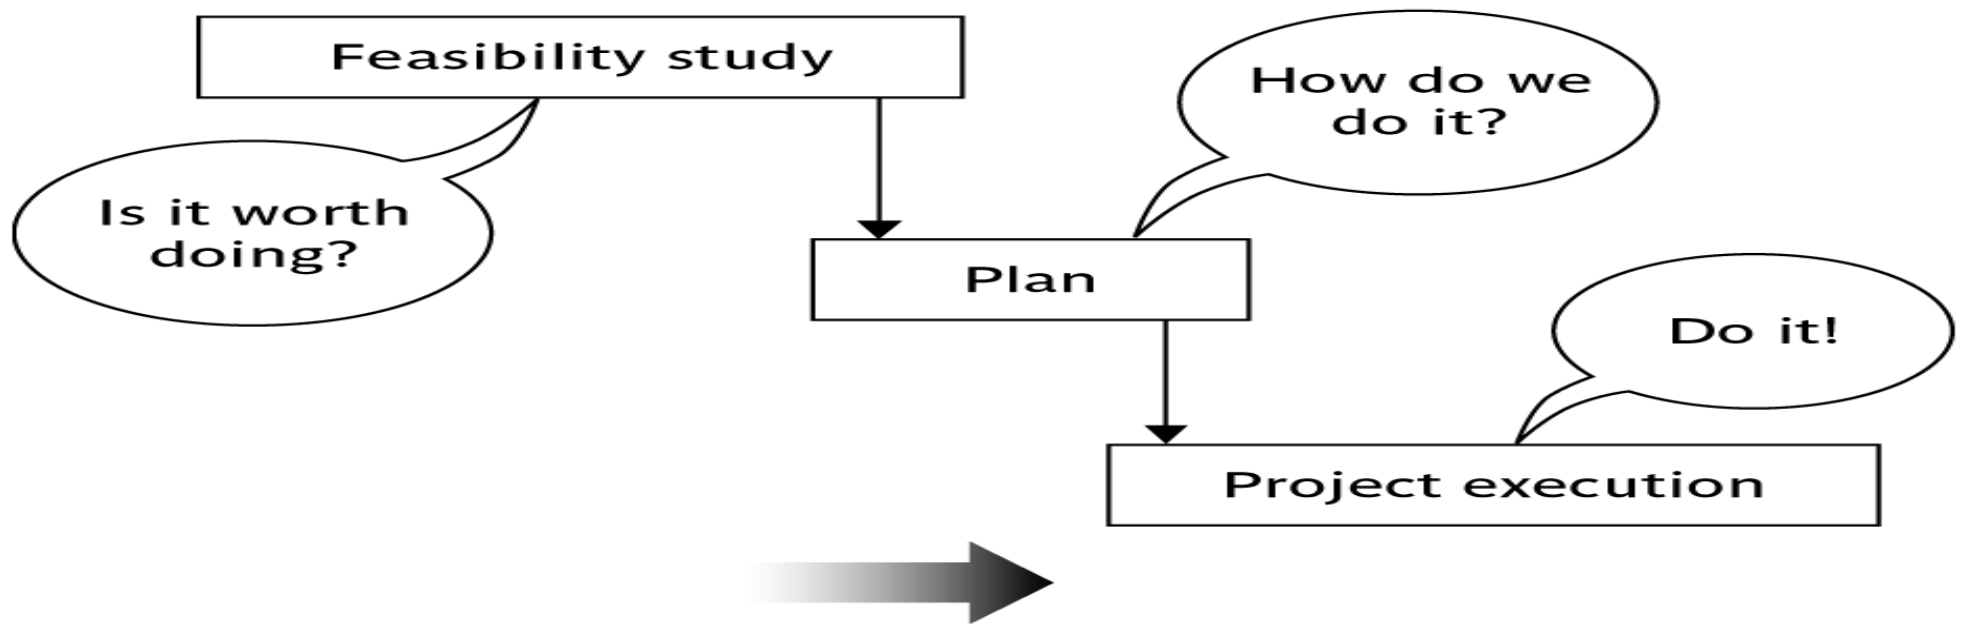 Feasibility study
How do we
do it?
Is it worth
doing?
Plan
Do it!
Project execution